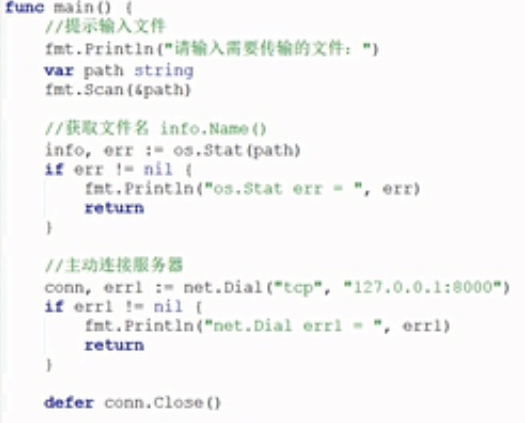 func main() {
//提示输入文件
fmt.Println("请输入需要传输的文件：")
var path string
fmt.Scan(&path)
//获取文件名 info.Name()
info, err := os.Stat(path)
if err != nil {
fmt.Println("os.Stat err = ", err)
return
}
//主动连接服务器
conn, err1 := net.Dial("tcp", "127.0.0.1:8000")
if err1 != nil {
fmt.Println("net.Dial err1 = ", err1)
return
}
defer conn.Close()